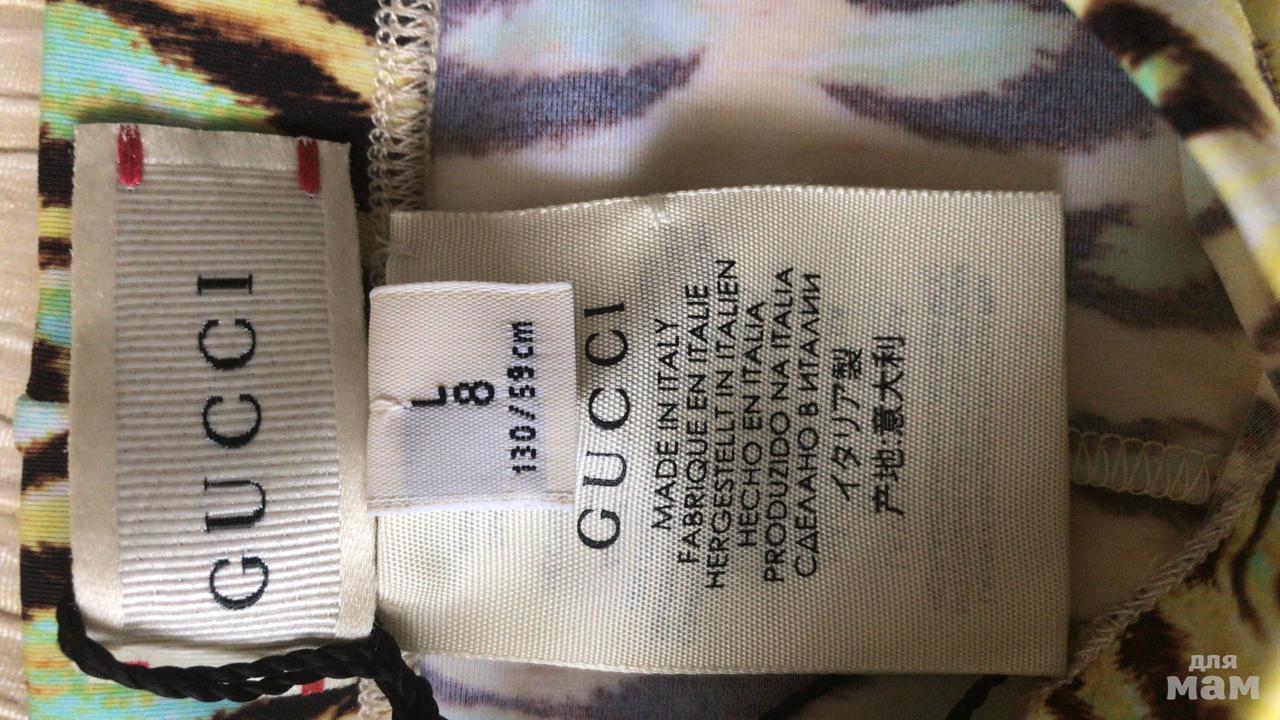 GUCCI
L
8
130/59cm
GUCCI
MADE IN ITALY
FABRIQUE EN ITALIE
HERGESTELLT IN ITALIEN
HECHO EN ITALIA
PRODUZIDO NA ITALIA
СДЕЛАНО В ИТАЛИИ
イタリア製
产地:意大利
для
мам